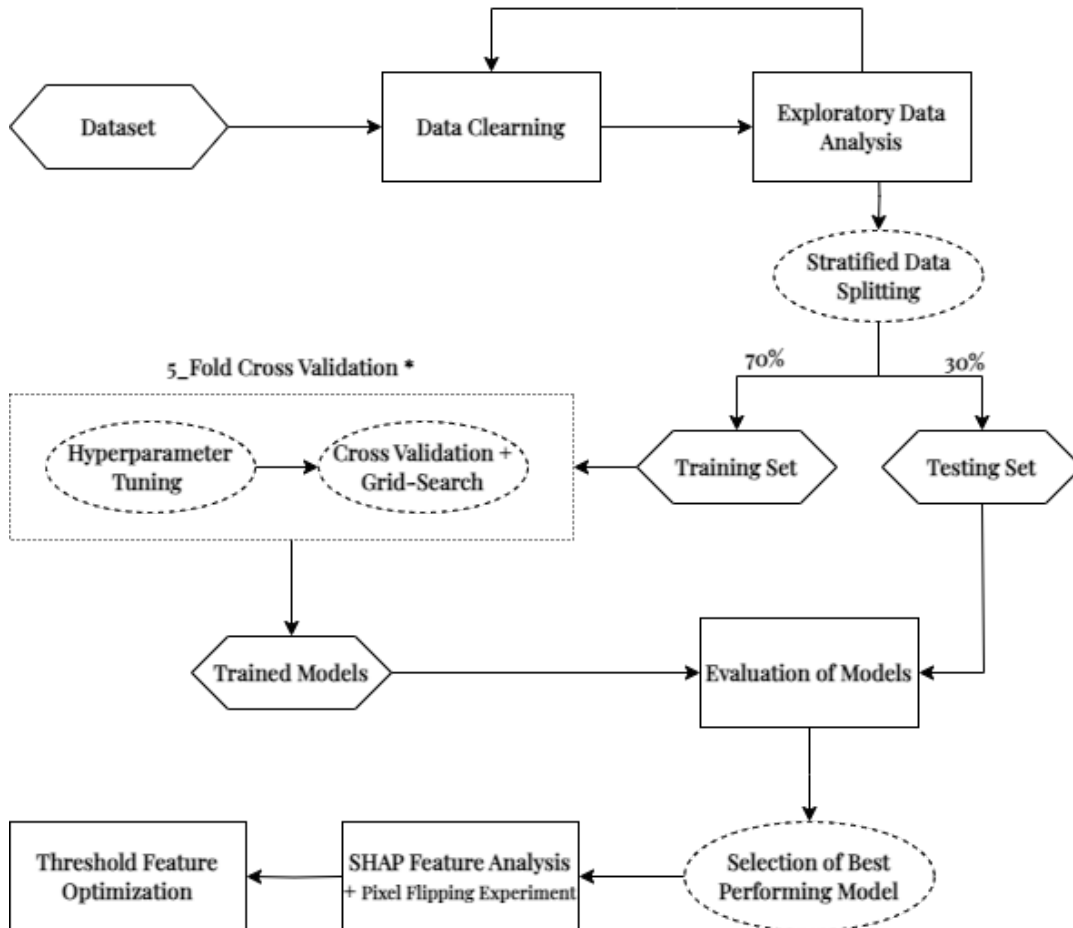 Dataset
Data Clearning
Exploratory Data
Analysis
Stratified Data
Splitting
70%
30%
5_Fold Cross Validation *
Hyperparameter
Tuning
Cross Validation +
Grid-Search
Training Set
Testing Set
Trained Models
Evaluation of Models
Threshold Feature
Optimization
SHAP Feature Analysis
+ Pixel Flipping Experiment
Selection of Best
Performing Model